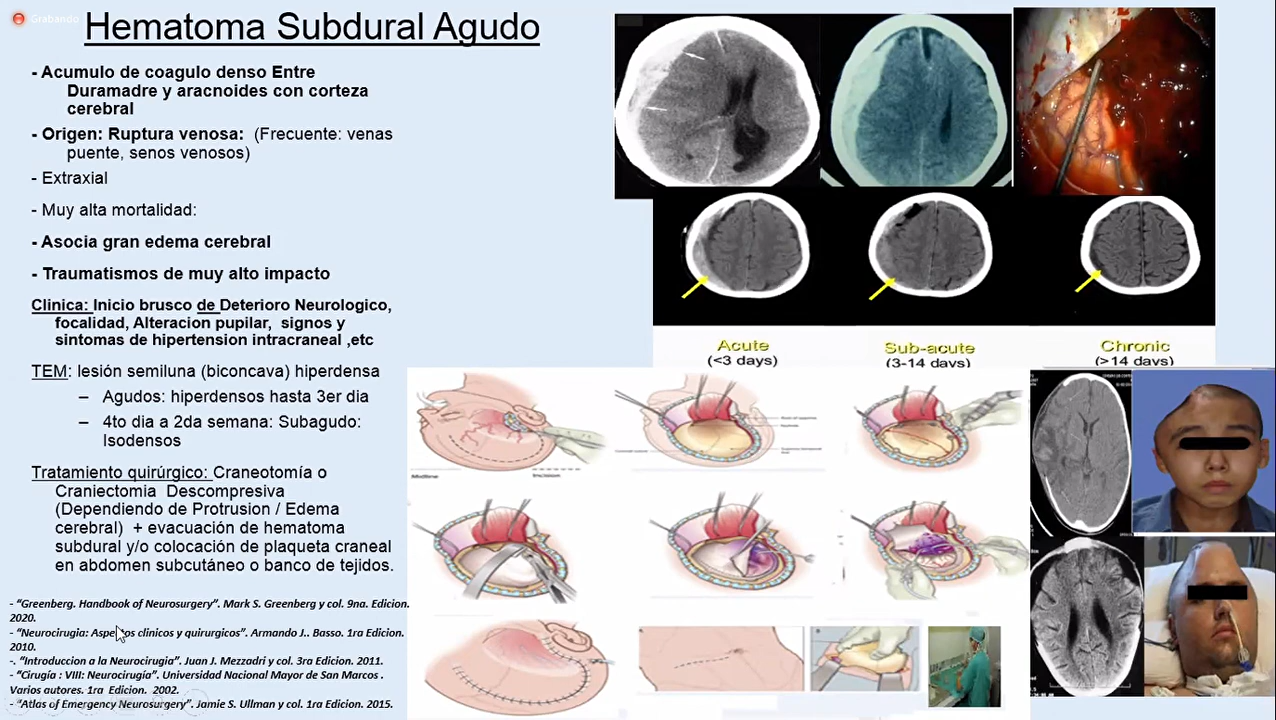 Grabando
Hematoma Subdural Agudo
- Acumulo de coagulo denso Entre
Duramadre y aracnoides con corteza
cerebral
- Origen: Ruptura venosa: (Frecuente: venas
puente, senos venosos)
- Extraxial
- Muy alta mortalidad:
- Asocia gran edema cerebral
- Traumatismos de muy alto impacto
Clinica: Inicio brusco de Deterioro Neurologico,
focalidad, Alteracion pupilar, signos y
sintomas de hipertension intracraneal ,etc
TEM: lesión semiluna (biconcava) hiperdensa
– Agudos: hiperdensos hasta 3er dia
– 4to dia a 2da semana: Subagudo:
Isodensos
Tratamiento quirúrgico: Craneotomía o
Craniectomia Descompresiva
(Dependiendo de Protrusion / Edema
cerebral) + evacuación de hematoma
subdural y/o colocación de plaqueta craneal
en abdomen subcutáneo o banco de tejidos.
- "Greenberg. Handbook of Neurosurgery". Mark S. Greenberg y col. 9na. Edicion.
2020.
- "Neurocirugia: Aspectos clinicos y quirurgicos". Armando J.. Basso. 1ra Edicion.
2010.
-. "Introduccion a la Neurocirugia". Juan J. Mezzadri y col. 3ra Edicion. 2011.
- "Cirugía : VIII: Neurocirugía". Universidad Nacional Mayor de San Marcos .
Varios autores. 1ra Edicion. 2002.
- "Atlas of Emergency Neurosurgery". Jamie S. Ullman y col. 1ra Edicion. 2015.
Acute
(<3 days)
Sub-acute
(3-14 days)
Chronic
(>14 days)
Midline
Incision